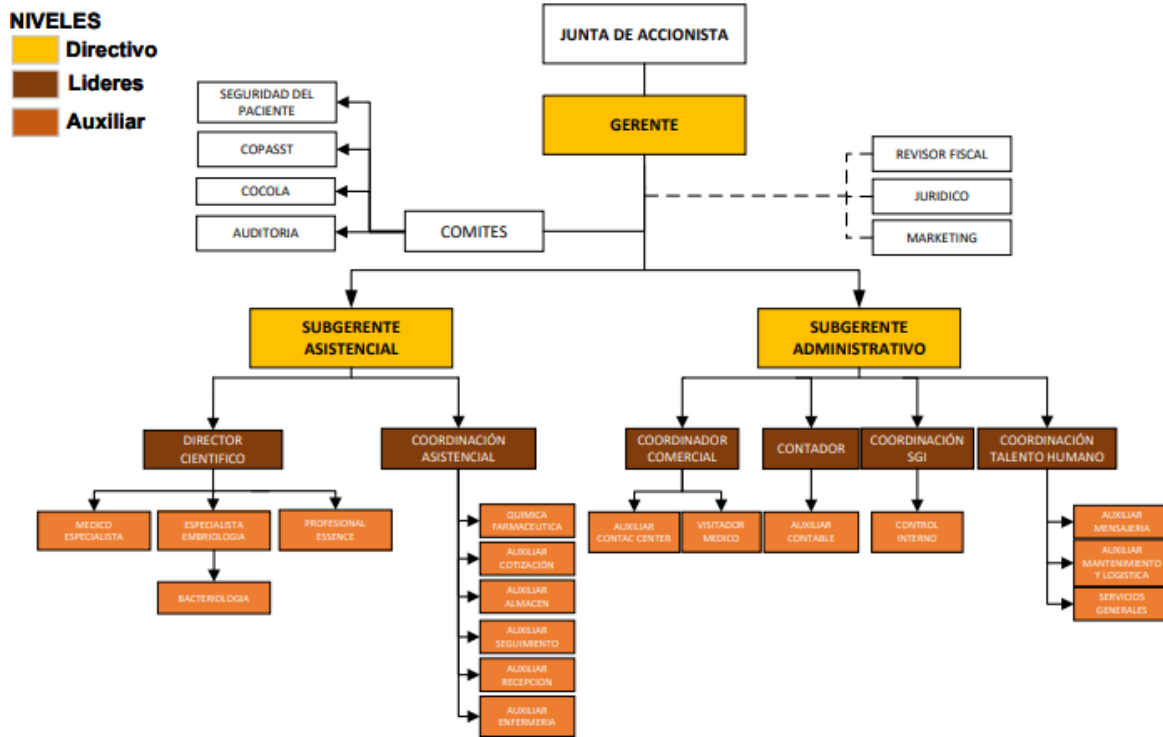 NIVELES
Directivo
Lideres
Auxiliar
JUNTA DE ACCIONISTA
GERENTE
SEGURIDAD DEL
PACIENTE
COPASST
COCOLA
AUDITORIA
COMITES
REVISOR FISCAL
JURIDICO
MARKETING
SUBGERENTE
ASISTENCIAL
SUBGERENTE
ADMINISTRATIVO
DIRECTOR
CIENTIFICO
COORDINACIÓN
ASISTENCIAL
COORDINADOR
COMERCIAL
CONTADOR
COORDINACIÓN
SGI
COORDINACIÓN
TALENTO HUMANO
MEDICO
ESPECIALISTA
ESPECIALISTA
EMBRIOLOGIA
PROFESIONAL
ESSENCE
BACTERIOLOGIA
QUIMICA
FARMACEUTICA
AUXILIAR
COTIZACIÓN
AUXILIAR
ALMACEN
AUXILIAR
SEGUIMIENTO
AUXILIAR
RECEPCION
AUXILIAR
ENFERMERIA
AUXILIAR
CONTAC CENTER
VISITADOR
MEDICO
AUXILIAR
CONTABLE
CONTROL
INTERNO
AUXILIAR
MENSAJERIA
AUXILIAR
MANTENIMIENTO
Y LOGISTICA
SERVICIOS
GENERALES